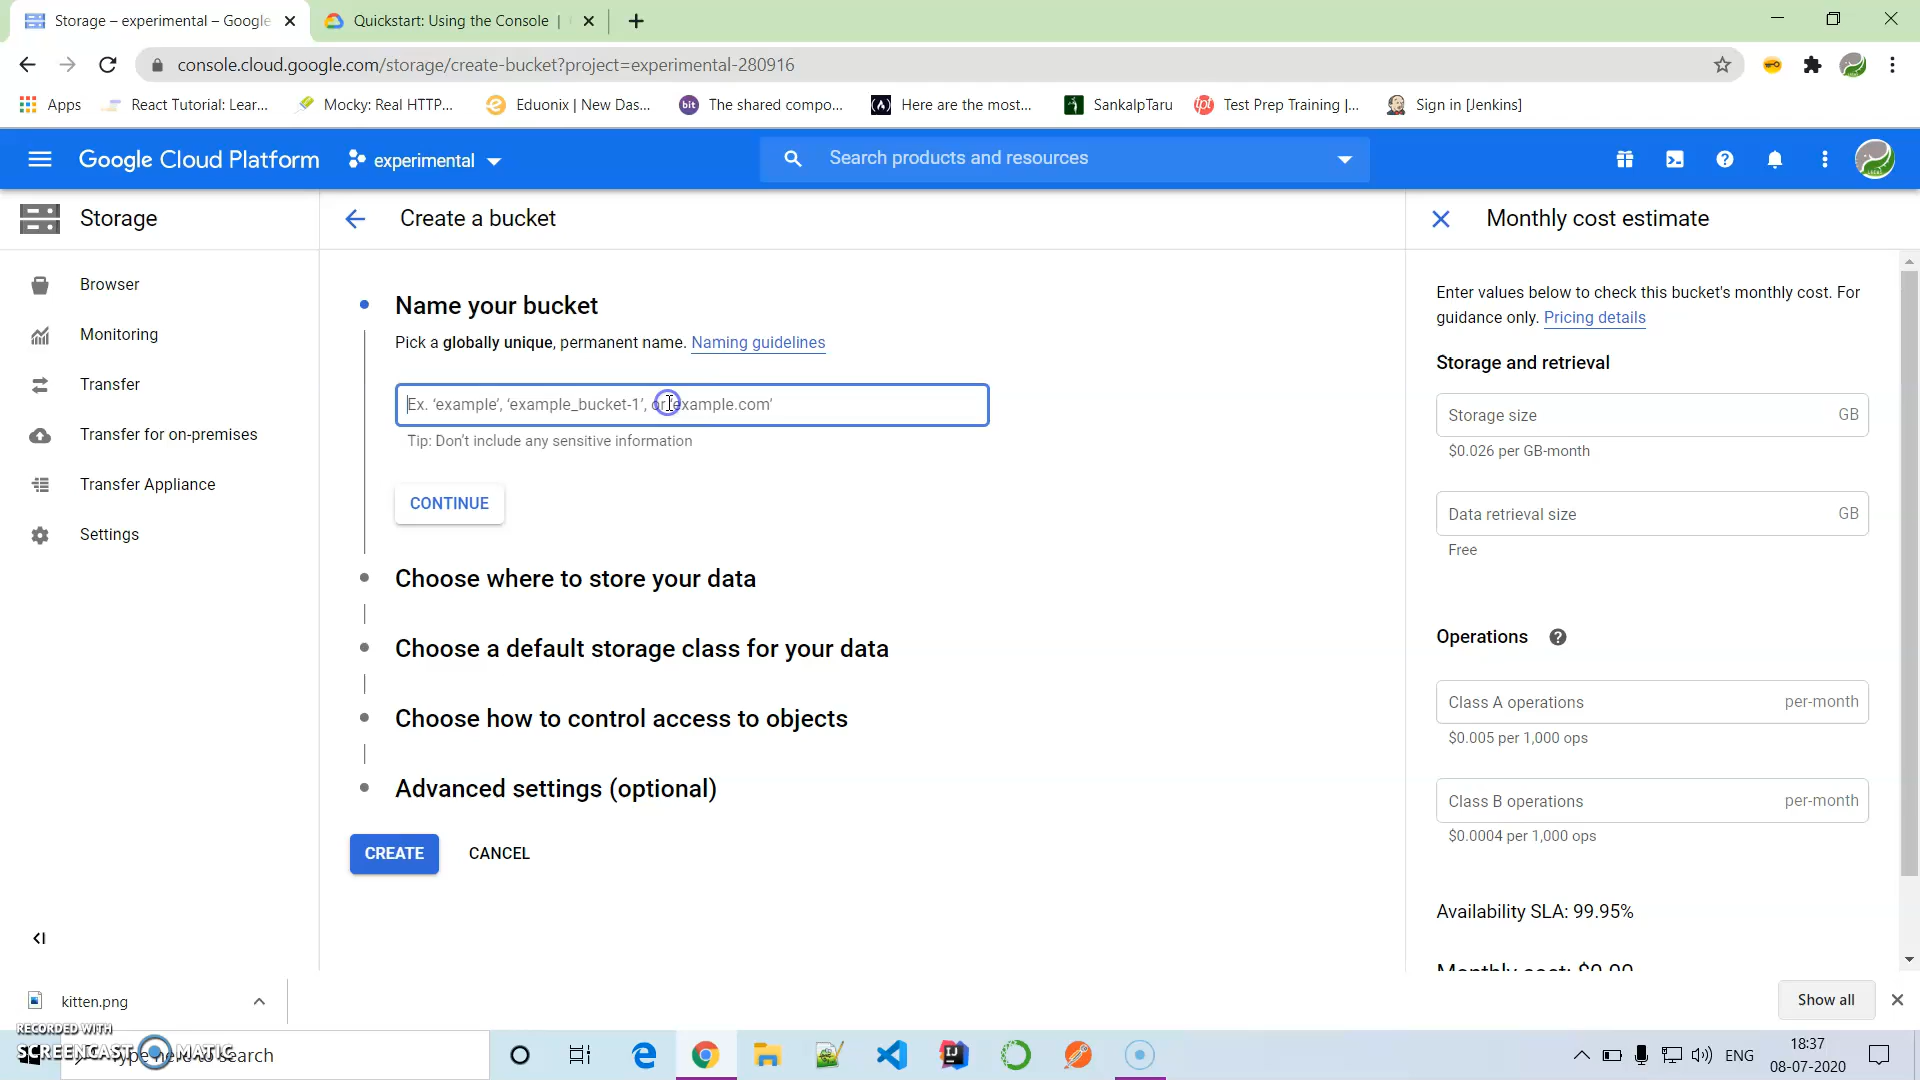 Storage – experimental – Google
Quickstart: Using the Console |
console.cloud.google.com/storage/create-bucket?project=experimental-280916
Apps
React Tutorial: Lear...
Mocky: Real HTTP...
Eduonix | New Das...
bit
The shared compo...
Here are the most...
SankalpTaru
tpt
Test Prep Training |...
Sign in [Jenkins]
Google Cloud Platform
experimental
Search products and resources
Storage
Create a bucket
Monthly cost estimate
Browser
Monitoring
Transfer
Transfer for on-premises
Transfer Appliance
Settings
Name your bucket
Pick a globally unique, permanent name. Naming guidelines
Ex. ‘example’, ‘example_bucket-1’, or ‘example.com’
Tip: Don’t include any sensitive information
CONTINUE
Choose where to store your data
Choose a default storage class for your data
Choose how to control access to objects
Advanced settings (optional)
CREATE
CANCEL
Enter values below to check this bucket's monthly cost. For
guidance only. Pricing details
Storage and retrieval
Storage size
GB
$0.026 per GB-month
Data retrieval size
GB
Free
Operations
Class A operations
per-month
$0.005 per 1,000 ops
Class B operations
per-month
$0.0004 per 1,000 ops
Availability SLA: 99.95%
Monthly cost: $0.00
kitten.png
Show all
RECORDED WITH
SCREENCAST MATIC
Type here to search
ENG
18:37
08-07-2020